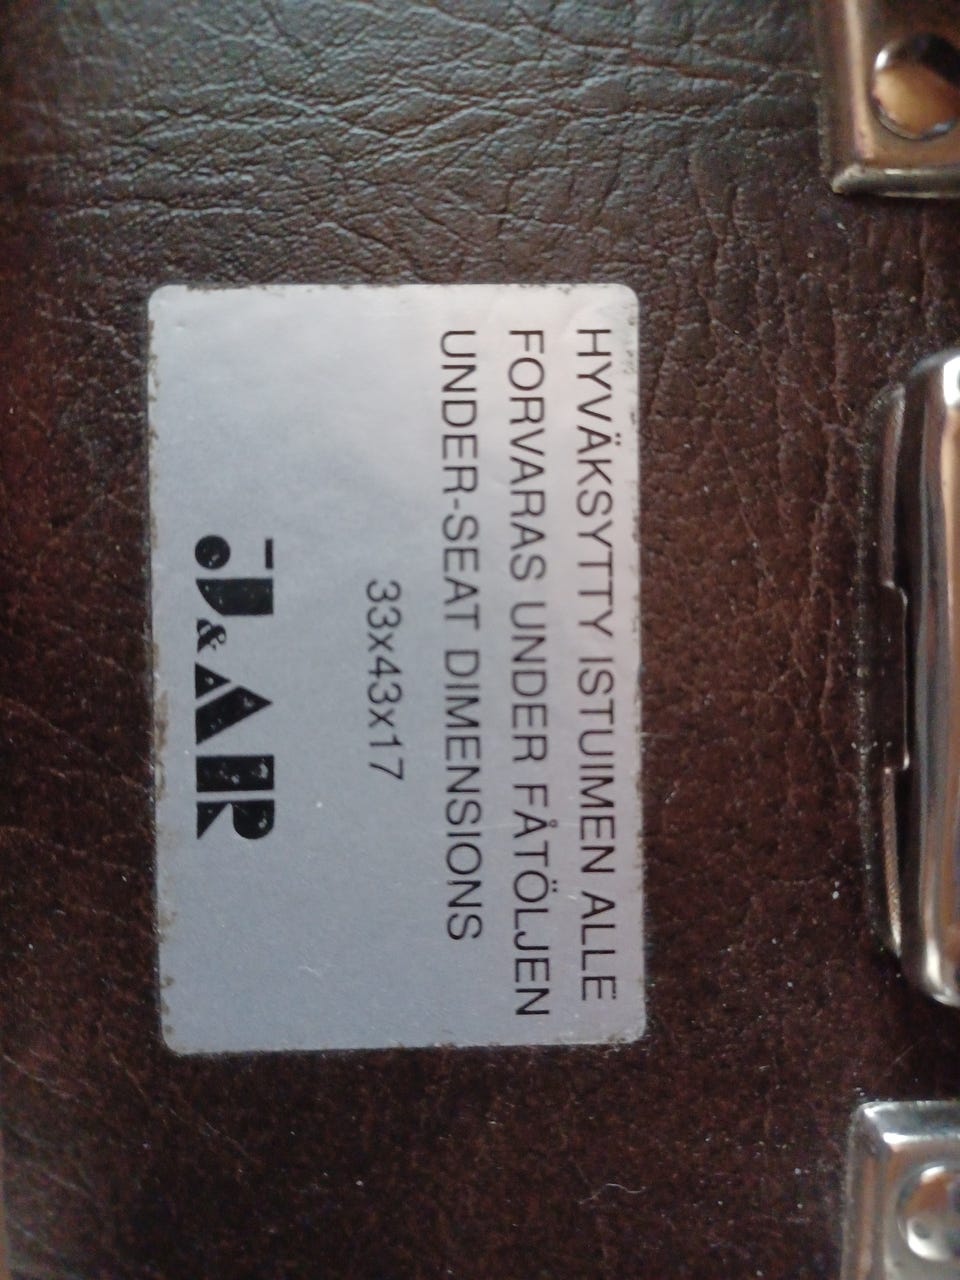 HYVÄKSYTTY ISTUIMEN ALLE
FORVARAS UNDER FÅTÖLJEN
UNDER-SEAT DIMENSIONS
33x43x17
J&AR